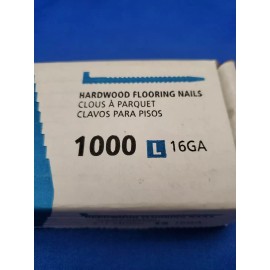 HARDWOOD FLOORING NAILS
CLOUS À PARQUET
CLAVOS PARA PISOS
1000 L 16GA